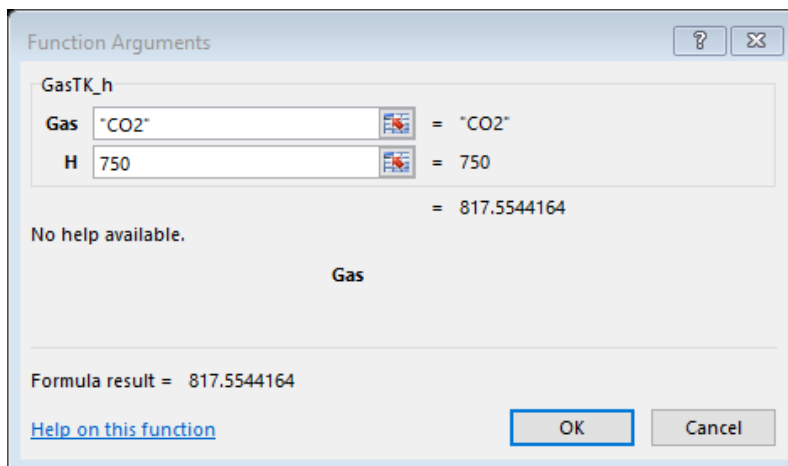 Function Arguments
?
GasTK_h
Gas "CO2" = "CO2"
H 750 = 750
= 817.5544164
No help available.
Gas
Formula result = 817.5544164
Help on this function
OK Cancel